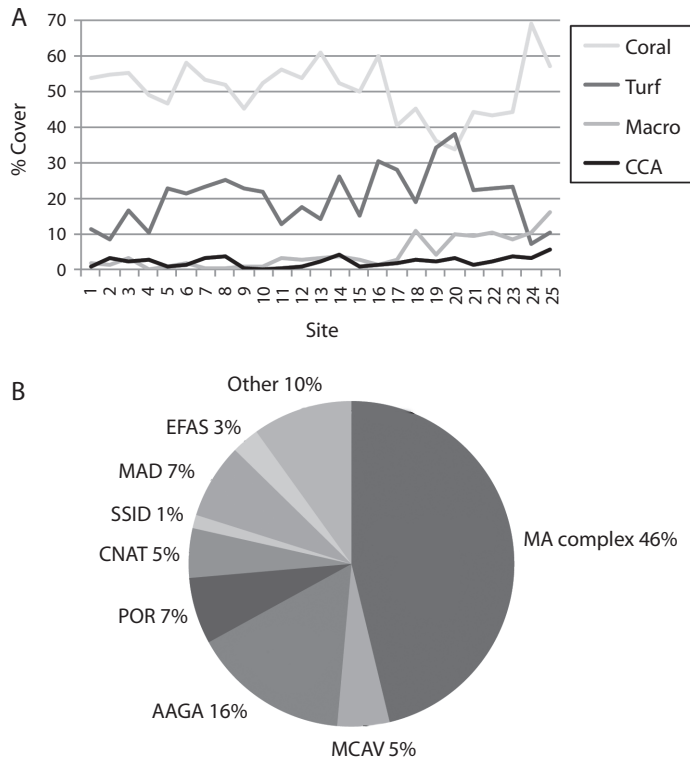 A
70
60
50
40
30
20
10
0
% Cover
1 2 3 4 5 6 7 8 9 10 11 12 13 14 15 16 17 18 19 20 21 22 23 24 25
Site
Coral
Turf
Macro
CCA
B
Other 10%
EFAS 3%
MAD 7%
SSID 1%
CNAT 5%
MA complex 46%
POR 7%
AAGA 16%
MCAV 5%